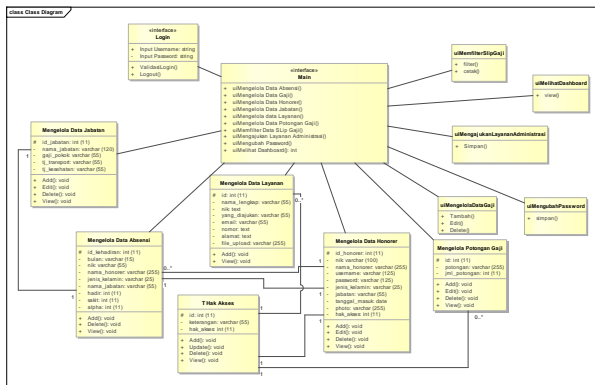 class Class Diagram
«interface»
Login
+ Input Username: string
- Input Password: string
+ ValidasiLogin()
+ Logout()
«interface»
Main
+ uiMengelola Data Absensi()
+ uiMengelola Data Gaji()
+ uiMengelola Data Honorer()
+ uiMengelola Data Jabatan()
+ uiMengelola data Layanan()
+ uiMengelola Data Potongan Gaji()
+ uiMemfilter Data SLip Gaji()
+ uiMengajukan Layanan Administrasi()
+ uiMengubah Password()
+ uiMelihat Dashboard(): int
uiMemfilterSlipGaji
+ filter()
+ cetak()
uiMelihatDashboard
+ view()
uiMengajukanLayananAdministrasi
+ Simpan()
uiMengubahPassword
+ simpan()
uiMengelolaDataGaji
+ Tambah()
+ Edit()
+ Delete()
Mengelola Data Jabatan
# id_jabatan: int (11)
- nama_jabatan: varchar (120)
- gaji_pokok: varchar (55)
- tj_transport: varchar (55)
- tj_kesehatan: varchar (55)
+ Add(): void
+ Edit(): void
+ Delete(): void
+ View(): void
1
Mengelola Data Layanan
# id: int (11)
- nama_lengkap: varchar (55)
- nik: text
- yang_diajukan: varchar (55)
- email: varchar (55)
- nomor: text
- alamat: text
- file_upload: varchar (255)
+ Add(): void
+ View(): void
0..*
Mengelola Data Absensi
# id_kehadiran: int (11)
- bulan: varchar (15)
- nik: varchar (55)
- nama_honorer: varchar (255)
- jenis_kelamin: varchar (25)
- nama_jabatan: varchar (55)
- hadir: int (11)
- sakit: int (11)
- alpha: int (11)
+ Add(): void
+ Delete(): void
+ View(): void
0..*
1
1
Mengelola Data Honorer
# id_honorer: int (11)
- nik: varchar (100)
- nama_honorer: varchar (255)
- username: varchar (125)
- password: varchar (125)
- jenis_kelamin: varchar (25)
- jabatan: varchar (55)
- tanggal_masuk: date
- photo: varchar (255)
- hak_akses: int (11)
+ Add(): void
+ Edit(): void
+ Delete(): void
+ View(): void
1
1
1
Mengelola Potongan Gaji
# id: int (11)
- potongan: varchar (255)
- jml_potongan: int (11)
+ Add(): void
+ Edit(): void
+ Delete(): void
+ View(): void
0..*
T Hak Akses
# id: int (11)
- keterangan: varchar (55)
- hak_akses: int (11)
+ Add(): void
+ Update(): void
+ Delete(): void
+ View(): void
1
1
1